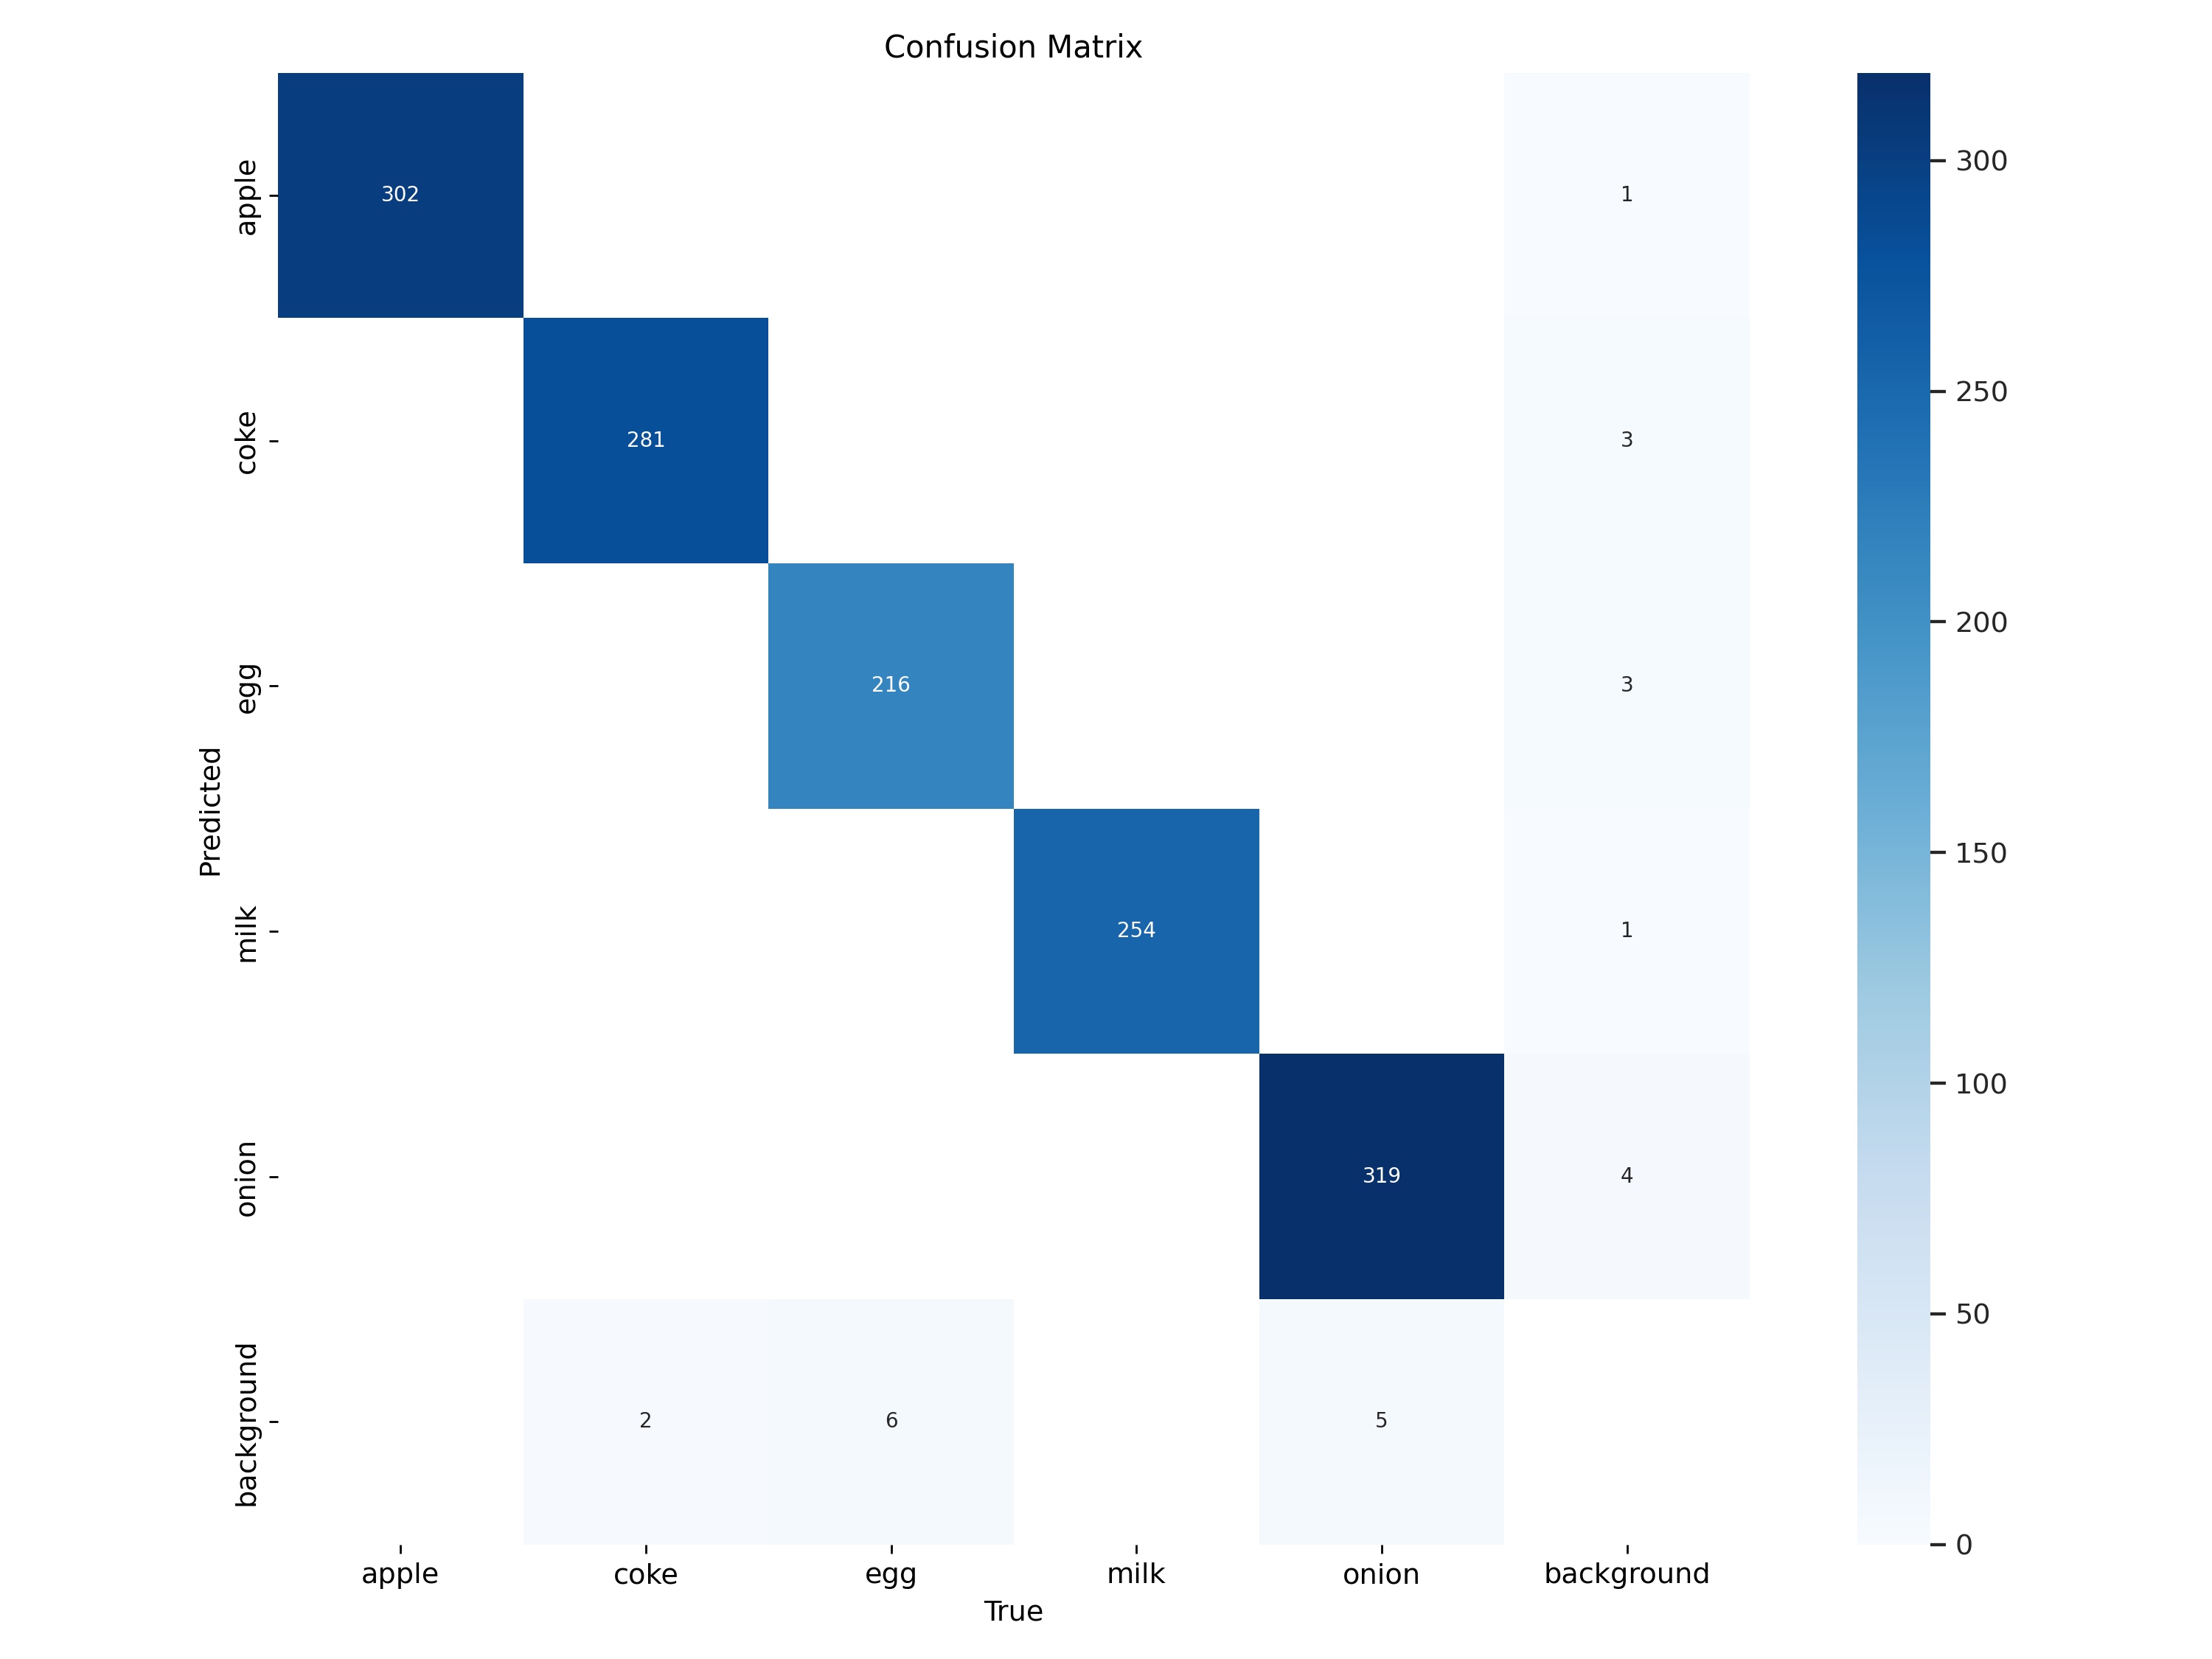 Confusion Matrix
apple
302
1
coke
281
3
egg
216
3
milk
254
1
onion
319
4
background
2
6
5
apple
coke
egg
milk
onion
background
True
Predicted
300
250
200
150
100
50
0